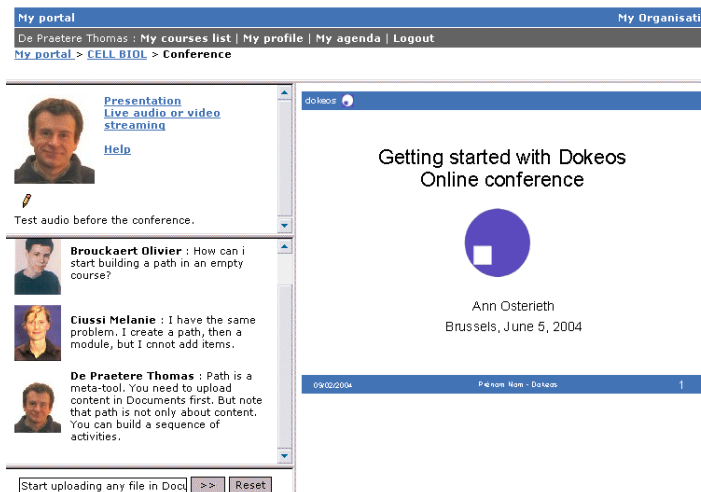 My portal
My Organisati
De Praetere Thomas : My courses list | My profile | My agenda | Logout
My portal > CELL BIOL > Conference
Presentation
Live audio or video
streaming
Help
Test audio before the conference.
Brouckaert Olivier : How can i
start building a path in an empty
course?
Ciussi Melanie : I have the same
problem. I create a path, then a
module, but I cnnot add items.
De Praetere Thomas : Path is a
meta-tool. You need to upload
content in Documents first. But note
that path is not only about content.
You can build a sequence of
activities.
Start uploading any file in Docu
>>
Reset
dokeos
Getting started with Dokeos
Online conference
Ann Osterieth
Brussels, June 5, 2004
09/02/2004
Prénom Nom - Dokeos
1